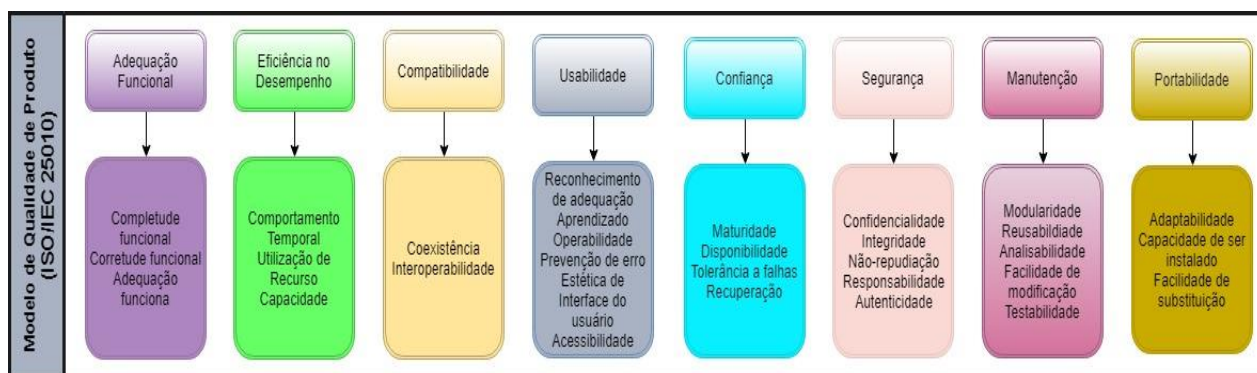 Modelo de Qualidade de Produto
(ISO/IEC 25010)
Adequação
Funcional
Eficiência no
Desempenho
Compatibilidade
Usabilidade
Confiança
Segurança
Manutenção
Portabilidade
Completude
funcional
Corretude funcional
Adequação
funciona
Comportamento
Temporal
Utilização de
Recurso
Capacidade
Coexistência
Interoperabilidade
Reconhecimento
de adequação
Aprendizado
Operabilidade
Prevenção de erro
Estética de
Interface do
usuário
Acessibilidade
Maturidade
Disponibilidade
Tolerância a falhas
Recuperação
Confidencialidade
Integridade
Não-repudiação
Responsabilidade
Autenticidade
Modularidade
Reusabildiade
Analisabilidade
Facilidade de
modificação
Testabilidade
Adaptabilidade
Capacidade de ser
instalado
Facilidade de
substituição